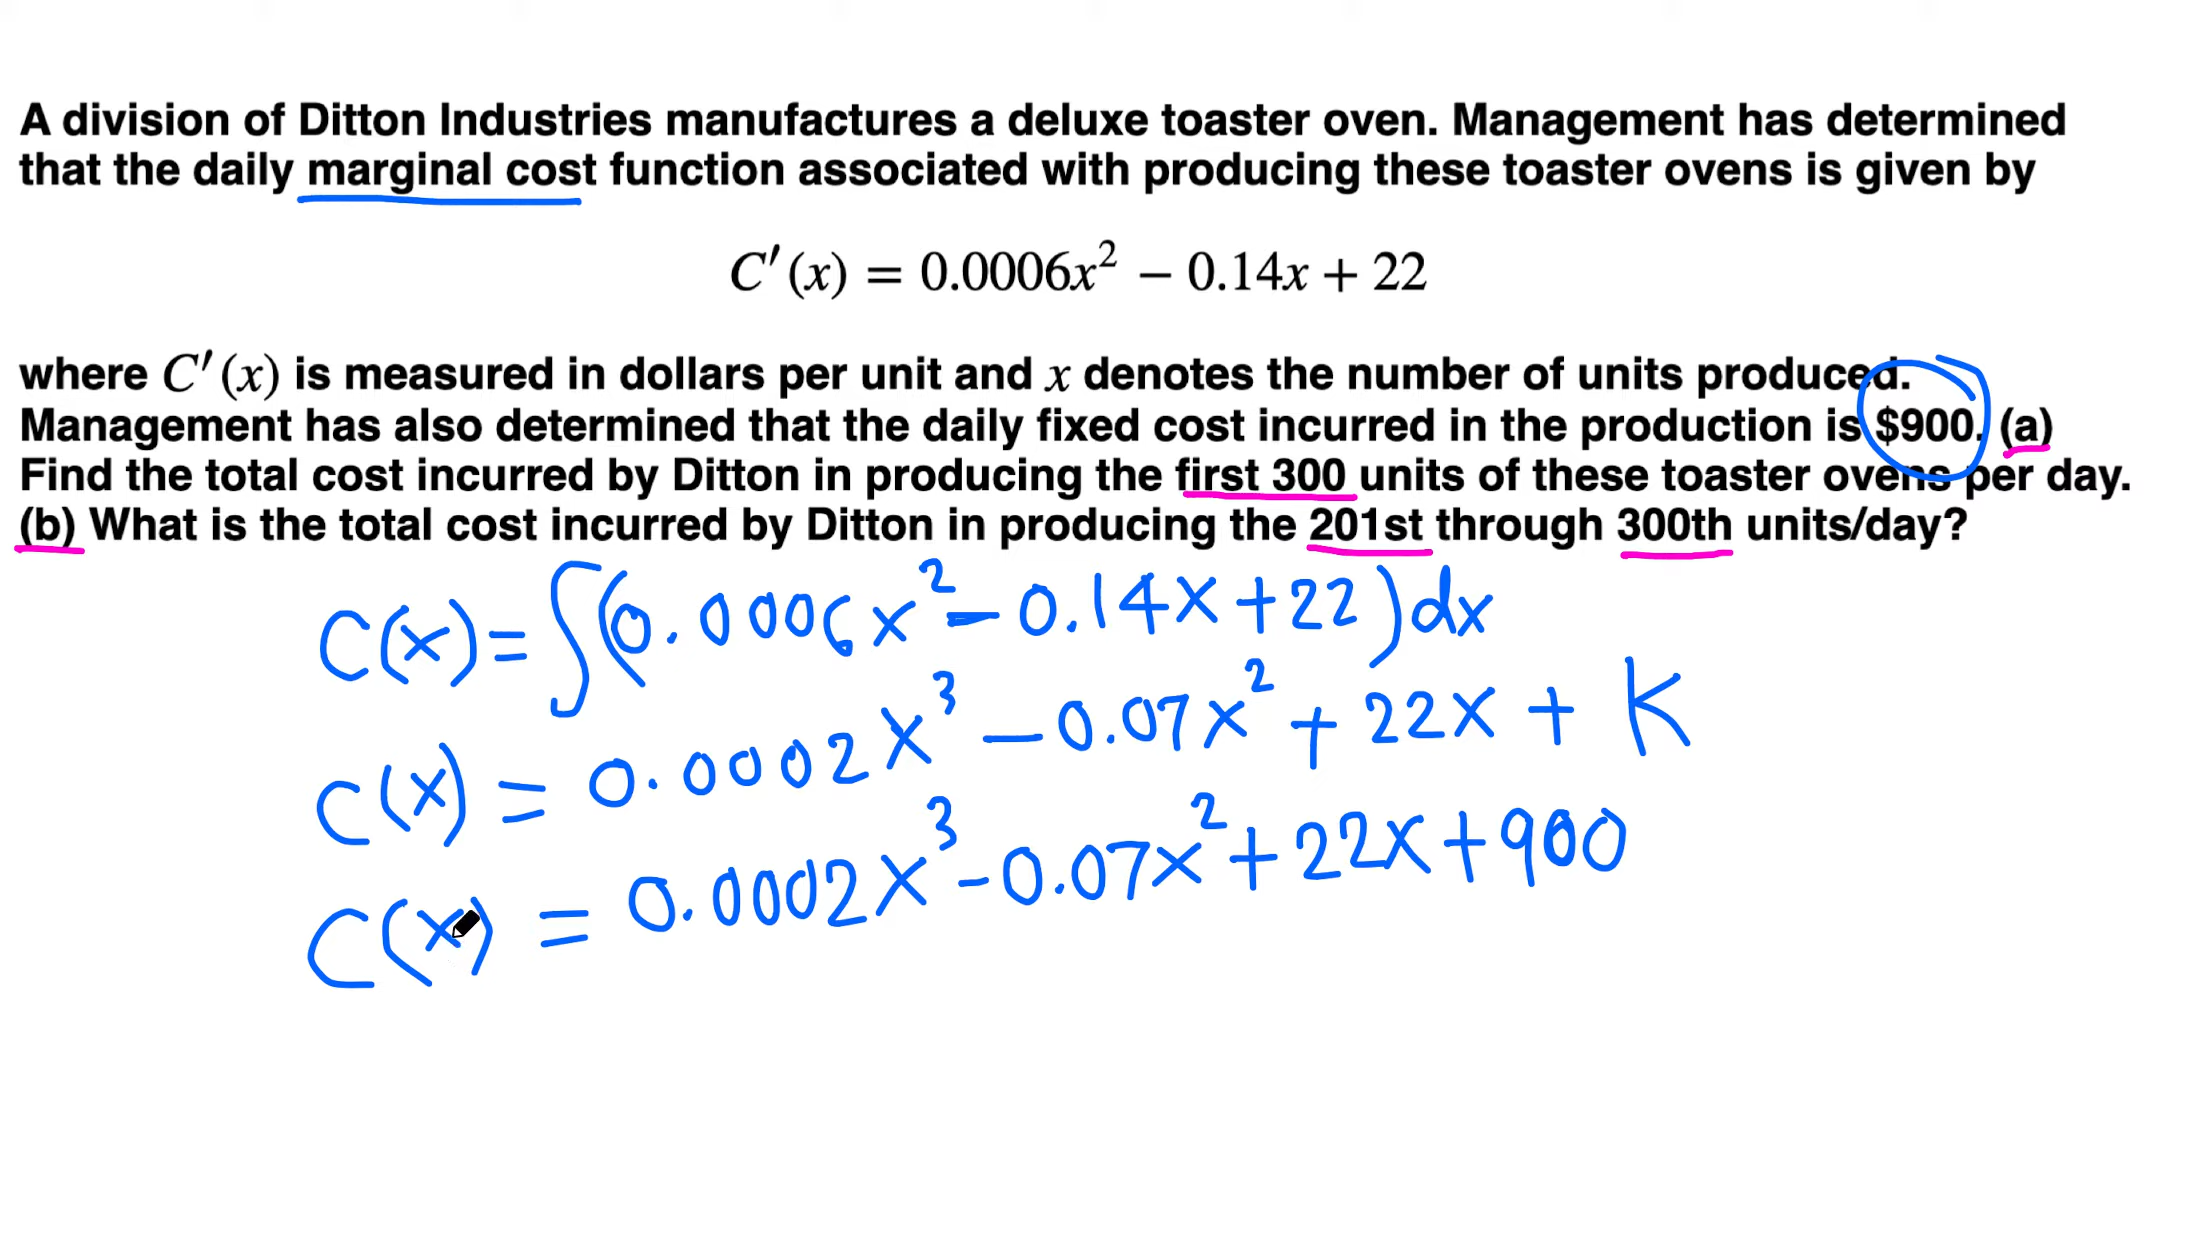 A division of Ditton Industries manufactures a deluxe toaster oven. Management has determined
that the daily marginal cost function associated with producing these toaster ovens is given by
C′(x) = 0.0006x² − 0.14x + 22
where C′(x) is measured in dollars per unit and x denotes the number of units produced.
Management has also determined that the daily fixed cost incurred in the production is $900. (a)
Find the total cost incurred by Ditton in producing the first 300 units of these toaster ovens per day.
(b) What is the total cost incurred by Ditton in producing the 201st through 300th units/day?
C(x) = ∫(0.0006x² − 0.14x + 22)dx
C(x) = 0.0002x³ − 0.07x² + 22x + K
C(x) = 0.0002x³ - 0.07x² + 22x + 900